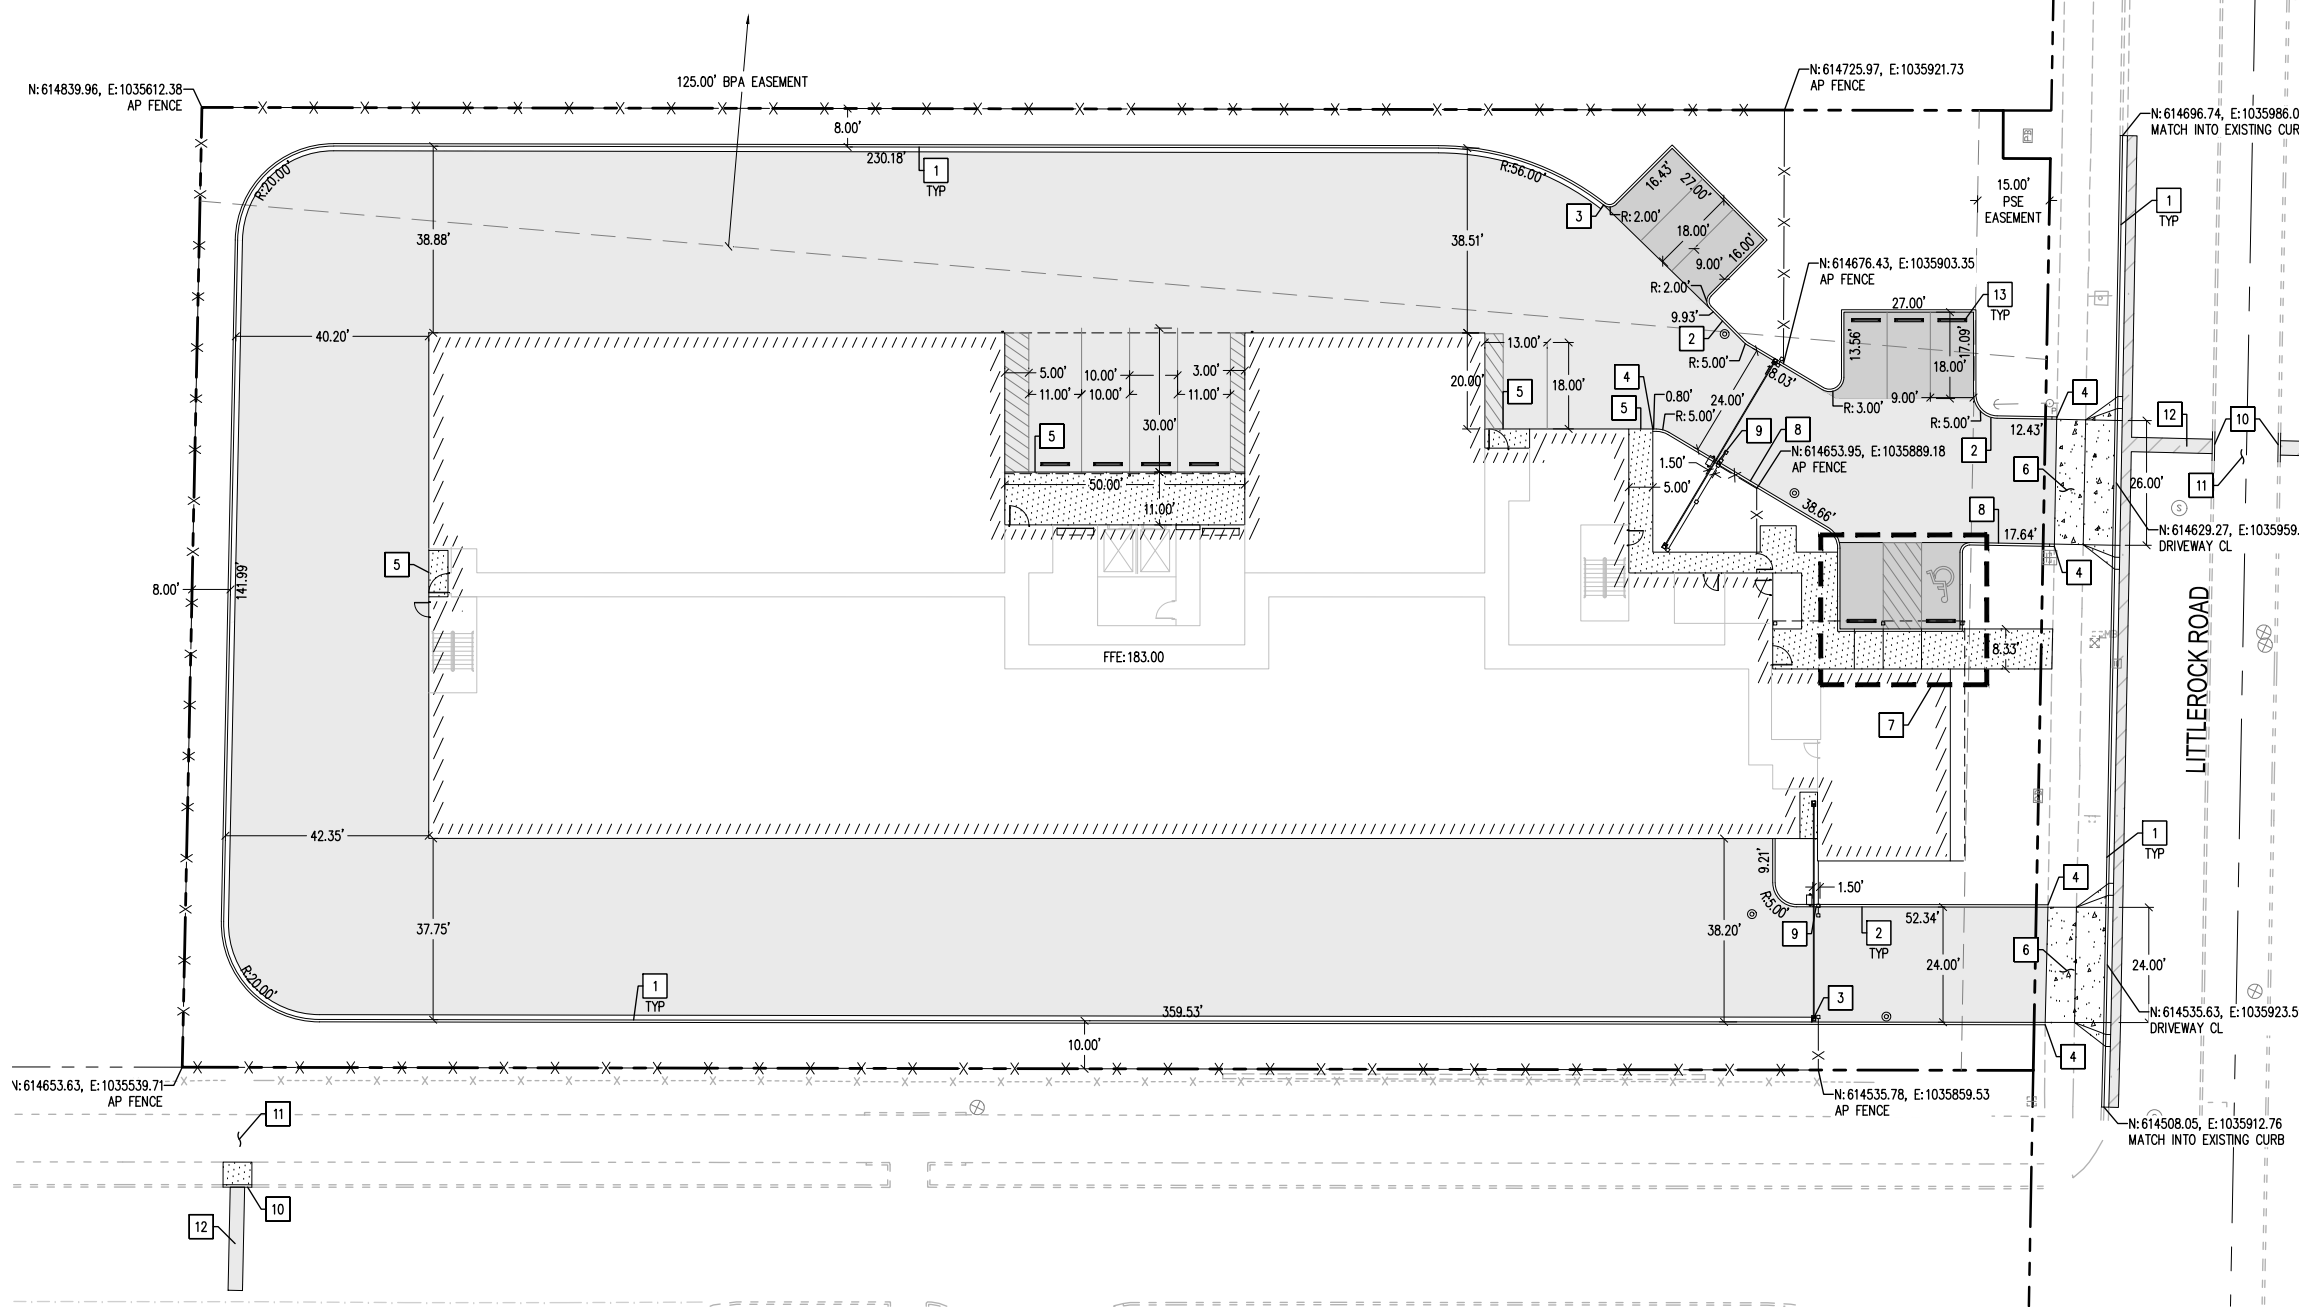 N:614839.96, E:1035612.38
AP FENCE
125.00' BPA EASEMENT
N:614725.97, E:1035921.73
AP FENCE
N:614696.74, E:1035986.0
MATCH INTO EXISTING CUR
8.00'
230.18'
1
TYP
R:20.00'
R:56.00'
16.43'
27.00'
3
R:2.00'
18.00'
9.00'
16.00'
R:2.00'
9.93'
2
15.00'
PSE
EASEMENT
1
TYP
38.88'
38.51'
N:614676.43, E:1035903.35
AP FENCE
27.00'
13
TYP
13.56'
17.09'
18.00'
9.00'
R:3.00'
R:5.00'
12.43'
2
4
12
10
40.20'
5.00'
10.00'
3.00'
11.00'
10.00'
11.00'
30.00'
5
50.00'
11.00'
13.00'
20.00'
18.00'
5
4
5
0.80'
R:5.00'
R:5.00'
24.00'
18.03'
9
8
1.50'
5.00'
N:614653.95, E:1035889.18
AP FENCE
38.66'
6
26.00'
11
8
17.64'
S
N:614629.27, E:1035959.
DRIVEWAY CL
4
5
8.00'
141.99'
FFE:183.00
8.33'
7
LITTLEROCK ROAD
42.35'
37.75'
R:20.00'
1
TYP
359.53'
10.00'
9.21'
R:5.00'
1.50'
38.20'
9
2
TYP
52.34'
24.00'
3
4
6
24.00'
1
TYP
N:614535.63, E:1035923.5
DRIVEWAY CL
4
N:614653.63, E:1035539.71
AP FENCE
N:614535.78, E:1035859.53
AP FENCE
N:614508.05, E:1035912.76
MATCH INTO EXISTING CURB
11
10
12